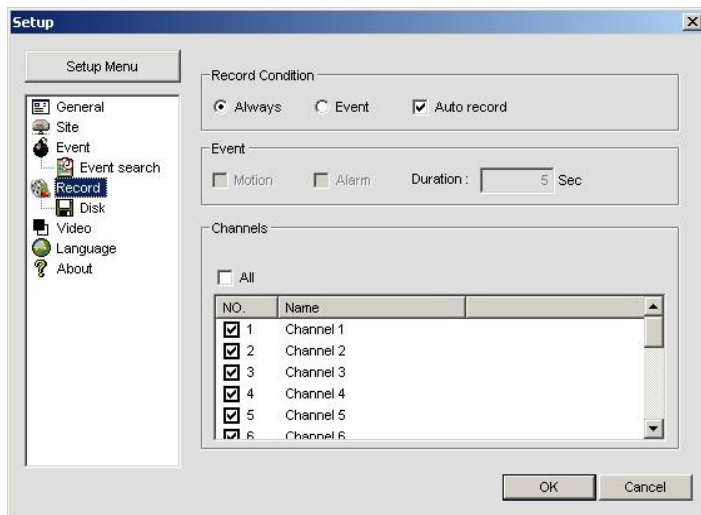 Setup
Setup Menu
General
Site
Event
Event search
Record
Disk
Video
Language
About
Record Condition
Always Event Auto record
Event
Motion Alarm Duration : 5 Sec
Channels
All
NO. Name
1 Channel 1
2 Channel 2
3 Channel 3
4 Channel 4
5 Channel 5
6 Channel 6
OK Cancel